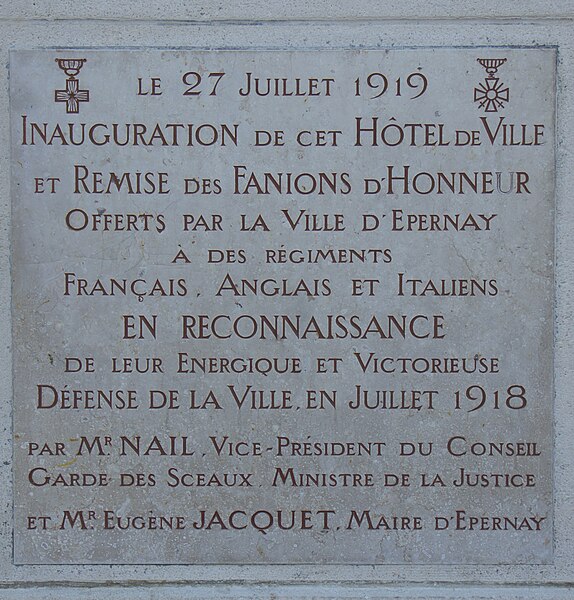 LE 27 JUILLET 1919
INAUGURATION DE CET HÔTEL DE VILLE
ET REMISE DES FANIONS D'HONNEUR
OFFERTS PAR LA VILLE D'EPERNAY
A DES RÉGIMENTS
FRANÇAIS, ANGLAIS ET ITALIENS
EN RECONNAISSANCE
DE LEUR ENERGIQUE ET VICTORIEUSE
DÉFENSE DE LA VILLE, EN JUILLET 1918
PAR MR NAIL, VICE-PRÉSIDENT DU CONSEIL
GARDE DES SCEAUX, MINISTRE DE LA JUSTICE
ET MR EUGÈNE JACQUET, MAIRE D'EPERNAY